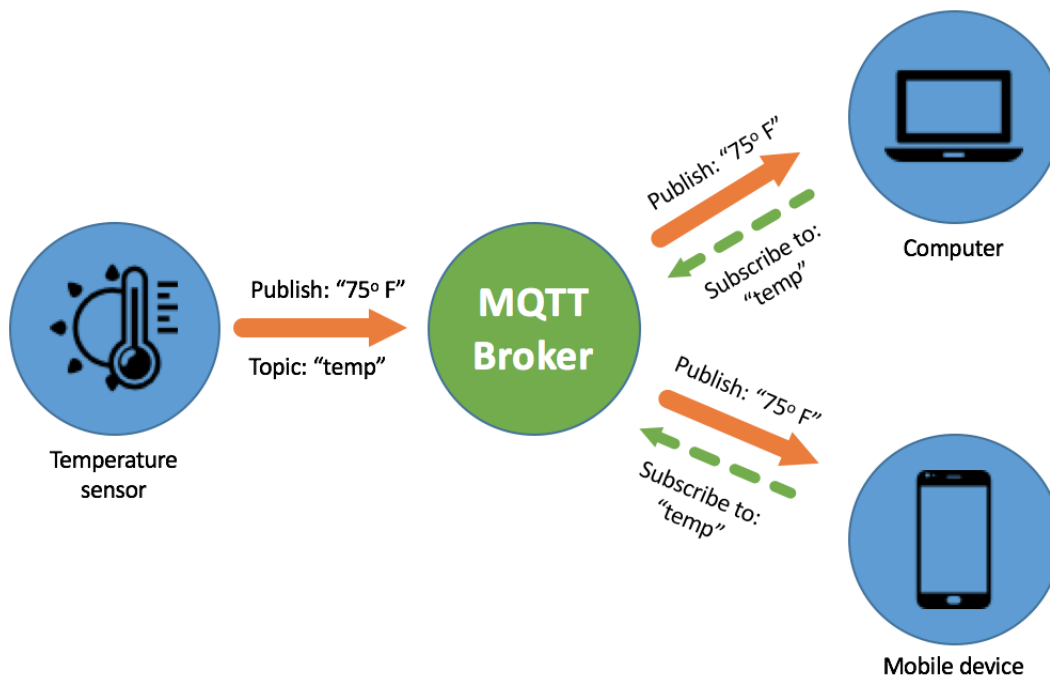 Temperature
sensor
Publish: “75º F”
Topic: “temp”
MQTT
Broker
Publish: “75º F”
Subscribe to:
“temp”
Computer
Publish: “75º F”
Subscribe to:
“temp”
Mobile device